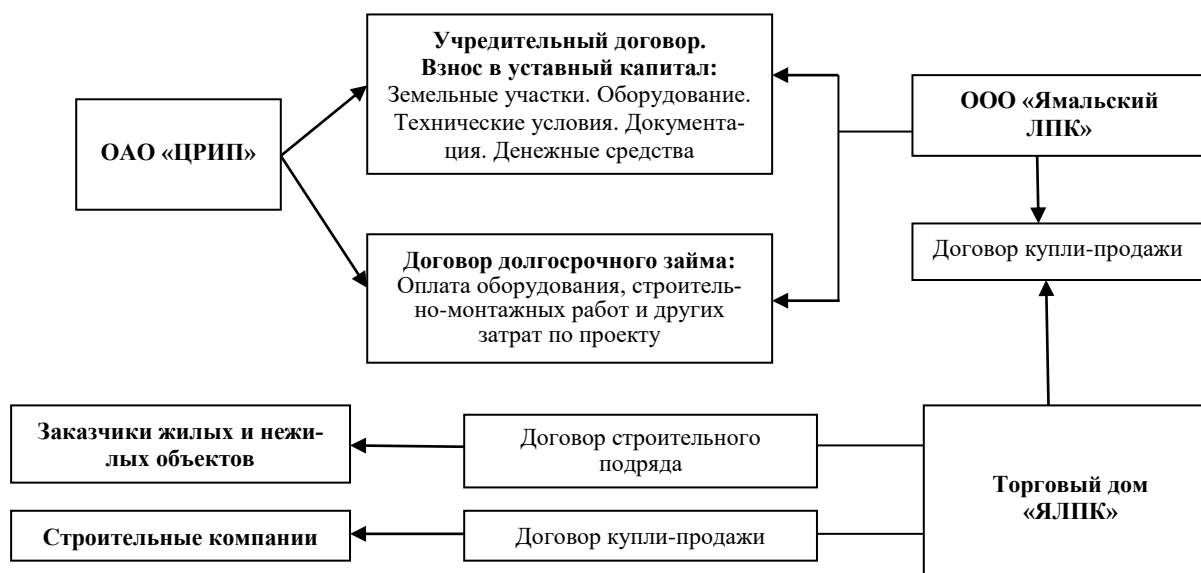 Учредительный договор.
Взнос в уставный капитал:
Земельные участки. Оборудование.
Технические условия. Документа-
ция. Денежные средства
ОАО «ЦРИП»
ООО «Ямальский
ЛПК»
Договор купли-продажи
Договор долгосрочного займа:
Оплата оборудования, строитель-
но-монтажных работ и других
затрат по проекту
Заказчики жилых и нежи-
лых объектов
Договор строительного
подряда
Торговый дом
«ЯЛПК»
Строительные компании
Договор купли-продажи